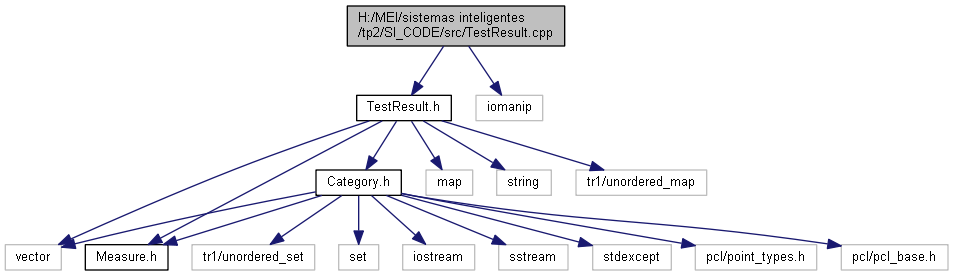 H:/MEI/sistemas inteligentes
/tp2/SI_CODE/src/TestResult.cpp
TestResult.h
iomanip
Category.h
map
string
tr1/unordered_map
vector
Measure.h
tr1/unordered_set
set
iostream
sstream
stdexcept
pcl/point_types.h
pcl/pcl_base.h